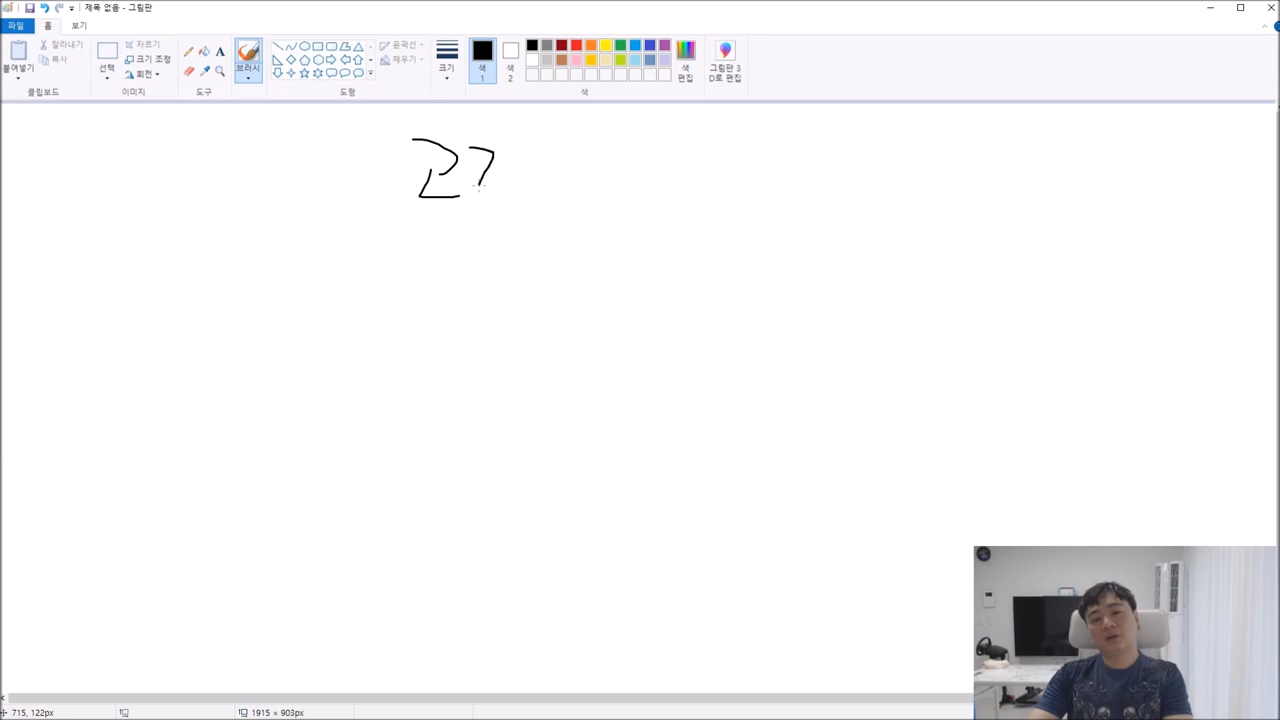 제목 없음 - 그림판
파일 홈 보기
붙여넣기
잘라내기
복사
클립보드
선택
자르기
크기 조정
회전
이미지
도구
브러시
윤곽선
채우기
도형
크기
색
1
색
2
색
색
편집
그림판 3
D로 편집
27
715, 122px
1915 × 903px